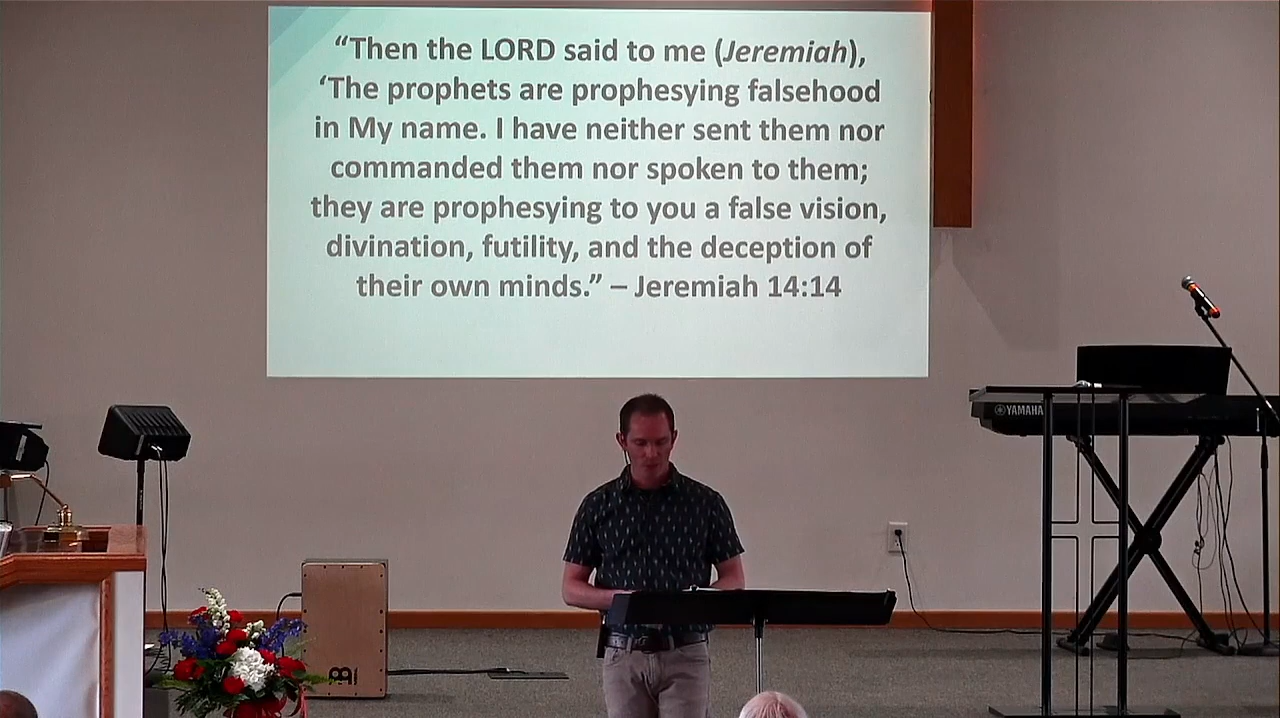 “Then the LORD said to me (Jeremiah),
‘The prophets are prophesying falsehood
in My name. I have neither sent them nor
commanded them nor spoken to them;
they are prophesying to you a false vision,
divination, futility, and the deception of
their own minds.” – Jeremiah 14:14
YAMAHA